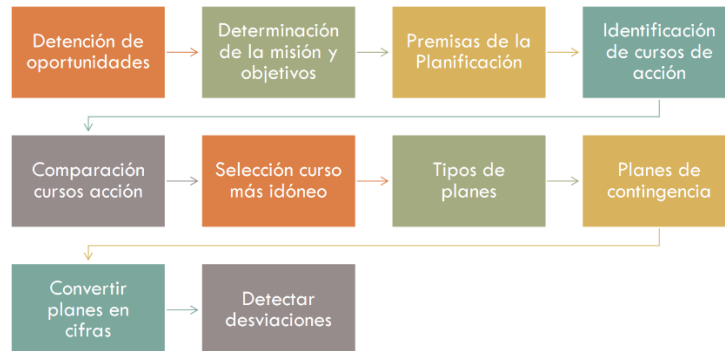 Detención de
oportunidades
Determinación
de la misión y
objetivos
Premisas de la
Planificación
Identificación
de cursos de
acción
Comparación
cursos acción
Selección curso
más idóneo
Tipos de
planes
Planes de
contingencia
Convertir
planes en
cifras
Detectar
desviaciones